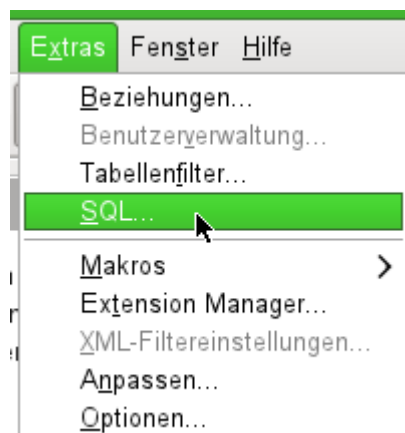 Extras Fenster Hilfe
Beziehungen...
Benutzerverwaltung...
Tabellenfilter...
SQL...
Makros
Extension Manager...
XML-Filtereinstellungen...
Anpassen...
Optionen...